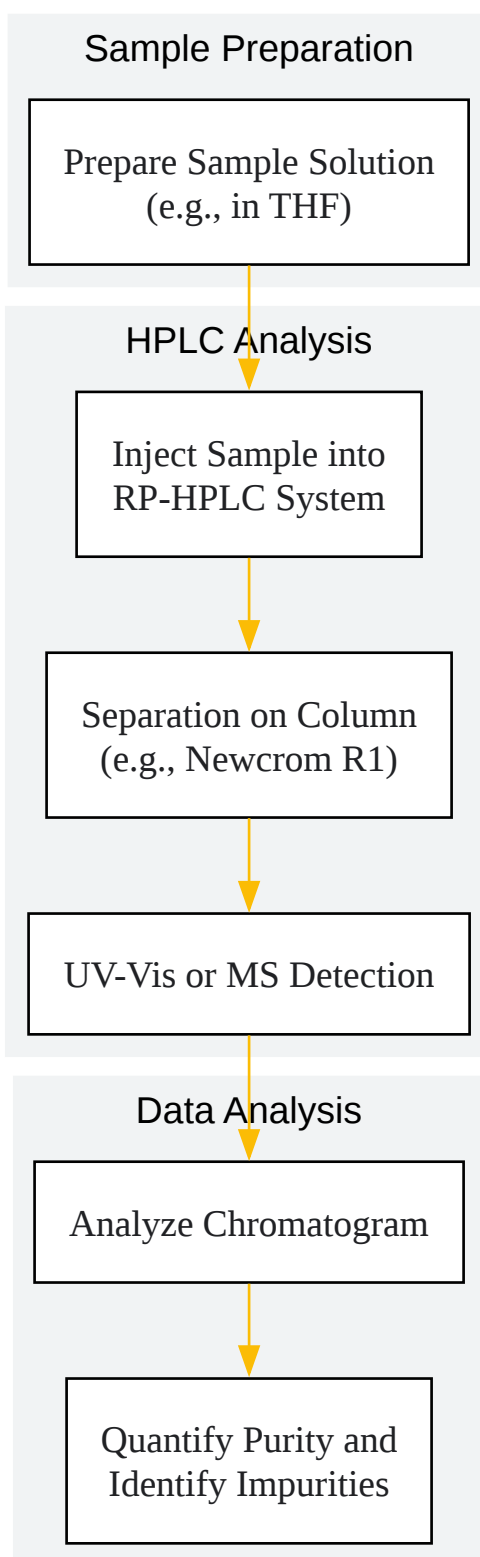 Sample Preparation
Prepare Sample Solution
(e.g., in THF)
HPLC Analysis
Inject Sample into
RP-HPLC System
Separation on Column
(e.g., Newcrom R1)
UV-Vis or MS Detection
Data Analysis
Analyze Chromatogram
Quantify Purity and
Identify Impurities